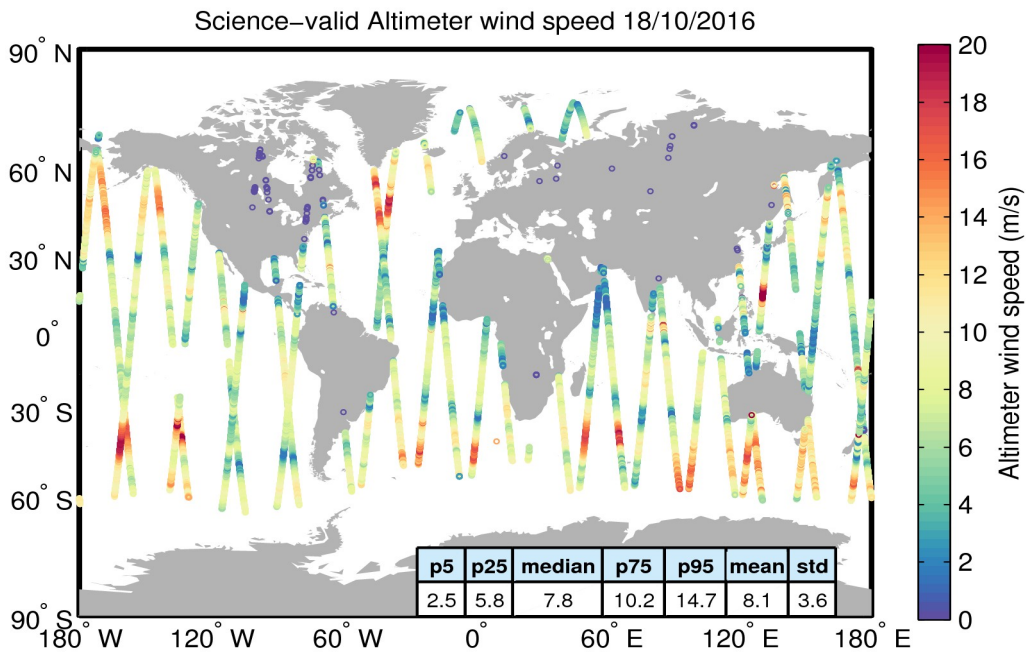 Science−valid Altimeter wind speed 18/10/2016
90° N
60° N
30° N
0°
30° S
60° S
90° S
180° W
120° W
60° W
0°
60° E
120° E
180° E
p5 p25 median p75 p95 mean std
2.5 5.8 7.8 10.2 14.7 8.1 3.6
20
18
16
14
12
10
8
6
4
2
0
Altimeter wind speed (m/s)